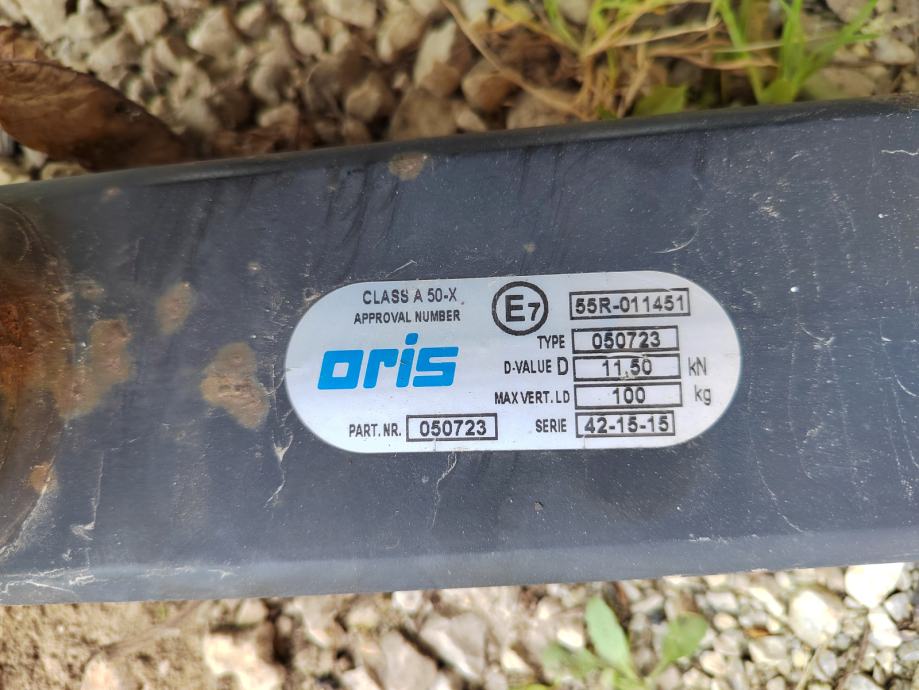 CLASS A 50-X
APPROVAL NUMBER
E7
55R-011451
oris
TYPE 050723
D-VALUE D 11,50 kN
MAX VERT. LD 100 kg
PART. NR. 050723
SERIE 42-15-15